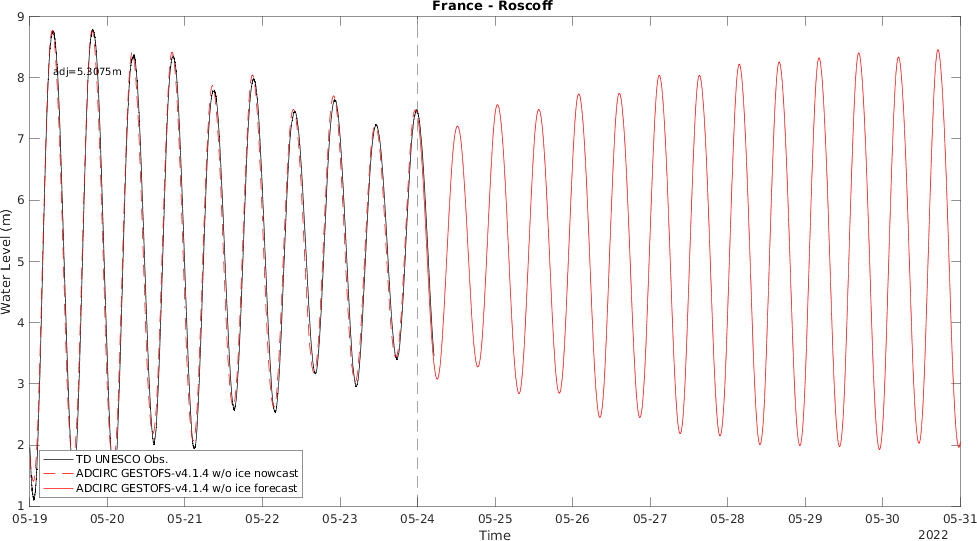 France - Roscoff
9
8
7
6
5
4
3
2
1
Water Level (m)
adj=5.3075m
TD UNESCO Obs.
ADCIRC GESTOFS-v4.1.4 w/o ice nowcast
ADCIRC GESTOFS-v4.1.4 w/o ice forecast
05-19 05-20 05-21 05-22 05-23 05-24 05-25 05-26 05-27 05-28 05-29 05-30 05-31
Time
2022